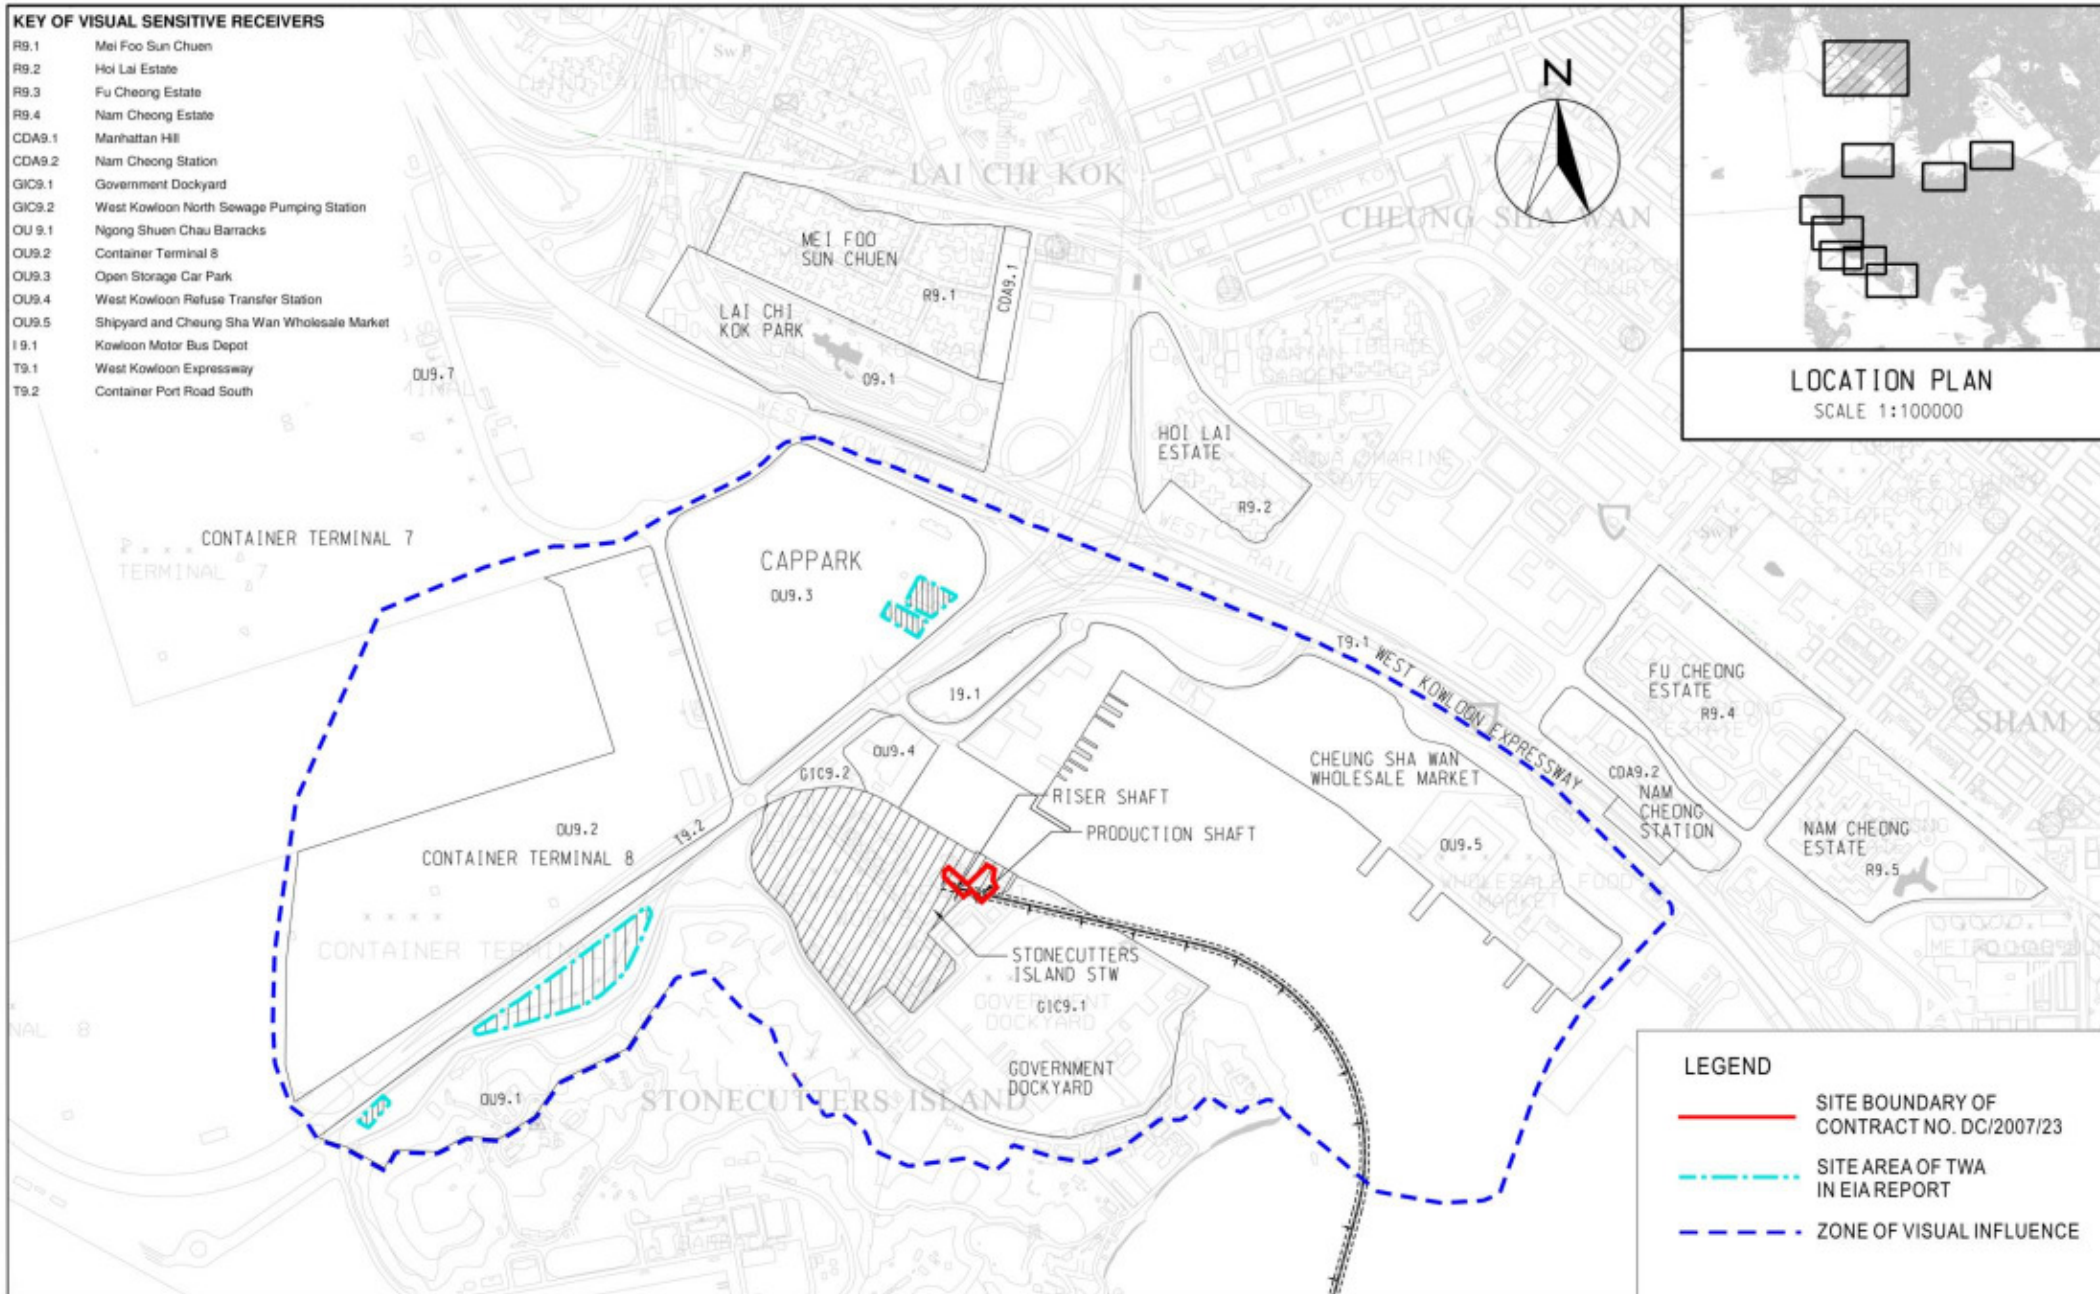 KEY OF VISUAL SENSITIVE RECEIVERS
R9.1 Mei Foo Sun Chuen
R9.2 Hoi Lai Estate
R9.3 Fu Cheong Estate
R9.4 Nam Cheong Estate
CDA9.1 Manhattan Hill
CDA9.2 Nam Cheong Station
GIC9.1 Government Dockyard
GIC9.2 West Kowloon North Sewage Pumping Station
OU 9.1 Ngong Shuen Chau Barracks
OU9.2 Container Terminal 8
OU9.3 Open Storage Car Park
OU9.4 West Kowloon Refuse Transfer Station
OU9.5 Shipyard and Cheung Sha Wan Wholesale Market
I 9.1 Kowloon Motor Bus Depot
T9.1 West Kowloon Expressway
T9.2 Container Port Road South
N
LOCATION PLAN
SCALE 1:100000
Sw P
LAI CHI KOK
CHEUNG SHA WAN
MEI FOO
SUN CHUEN
R9.1
CDA9.1
LAI CHI
KOK PARK
O9.1
OU9.7
HOI LAI
ESTATE
R9.2
WEST RAIL
CONTAINER TERMINAL 7
TERMINAL 7
CAPPARK
OU9.3
I9.1
T9.1 WEST KOWLOON EXPRESSWAY
FU CHEONG
ESTATE
R9.4
SHAM
Sw P
OU9.4
GIC9.2
CHEUNG SHA WAN
WHOLESALE MARKET
CDA9.2
NAM
CHEONG
STATION
RISER SHAFT
PRODUCTION SHAFT
NAM CHEONG
ESTATE
R9.5
OU9.2
CONTAINER TERMINAL 8
T9.2
OU9.5
WHOLESALE FOOD
MARKET
STONECUTTERS
ISLAND STW
GIC9.1
GOVERNMENT
DOCKYARD
GOVERNMENT
DOCKYARD
OU9.1
STONECUTTERS ISLAND
BARRACKS
LEGEND
SITE BOUNDARY OF
CONTRACT NO. DC/2007/23
SITE AREA OF TWA
IN EIA REPORT
ZONE OF VISUAL INFLUENCE